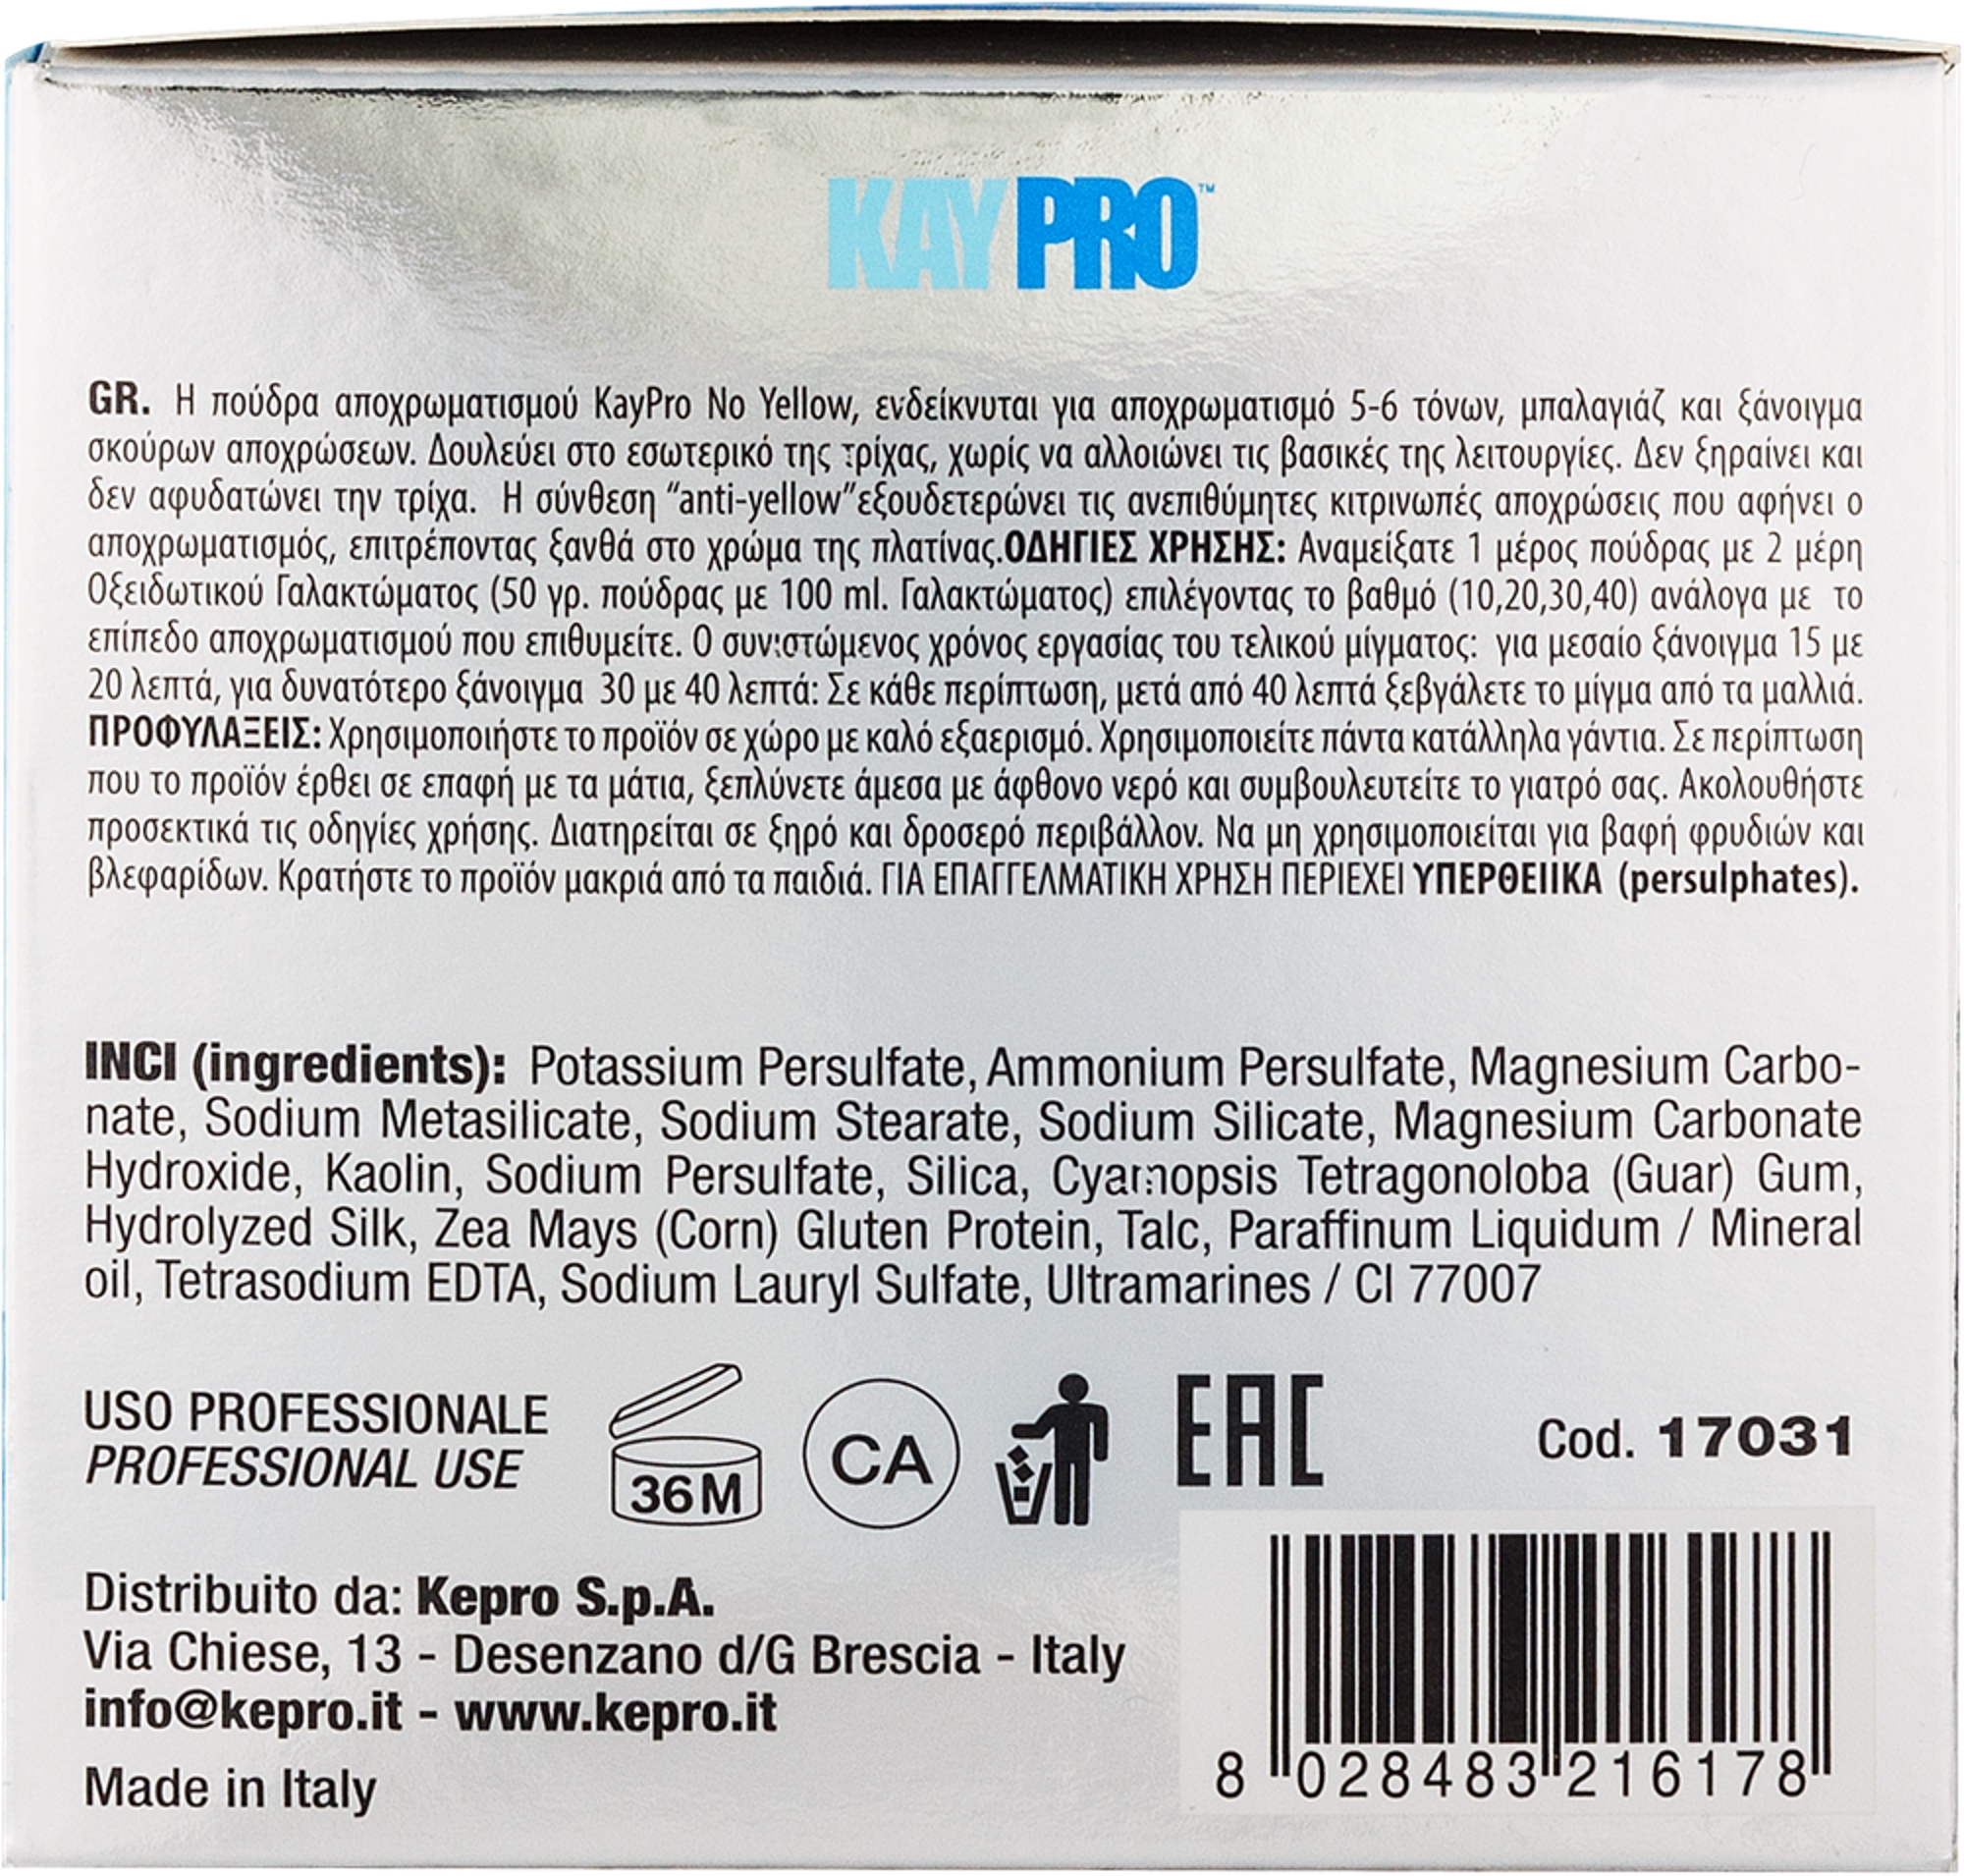 KAYPRO™
GR. Η πούδρα αποχρωματισμού KayPro No Yellow, ενδείκνυται για αποχρωματισμό 5-6 τόνων, μπαλαγιάζ και ξάνοιγμα
σκούρων αποχρώσεων. Δουλεύει στο εσωτερικό της τρίχας, χωρίς να αλλοιώνει τις βασικές της λειτουργίες. Δεν ξηραίνει και
δεν αφυδατώνει την τρίχα. Η σύνθεση “anti-yellow”εξουδετερώνει τις ανεπιθύμητες κιτρινωπές αποχρώσεις που αφήνει ο
αποχρωματισμός, επιτρέποντας ξανθά στο χρώμα της πλατίνας.ΟΔΗΓΙΕΣ ΧΡΗΣΗΣ: Αναμείξατε 1 μέρος πούδρας με 2 μέρη
Οξειδωτικού Γαλακτώματος (50 γρ. πούδρας με 100 ml. Γαλακτώματος) επιλέγοντας το βαθμό (10,20,30,40) ανάλογα με το
επίπεδο αποχρωματισμού που επιθυμείτε. Ο συνιστώμενος χρόνος εργασίας του τελικού μίγματος: για μεσαίο ξάνοιγμα 15 με
20 λεπτά, για δυνατότερο ξάνοιγμα 30 με 40 λεπτά: Σε κάθε περίπτωση, μετά από 40 λεπτά ξεβγάλετε το μίγμα από τα μαλλιά.
ΠΡΟΦΥΛΑΞΕΙΣ: Χρησιμοποιήστε το προϊόν σε χώρο με καλό εξαερισμό. Χρησιμοποιείτε πάντα κατάλληλα γάντια. Σε περίπτωση
που το προϊόν έρθει σε επαφή με τα μάτια, ξεπλύνετε άμεσα με άφθονο νερό και συμβουλευτείτε το γιατρό σας. Ακολουθήστε
προσεκτικά τις οδηγίες χρήσης. Διατηρείται σε ξηρό και δροσερό περιβάλλον. Να μη χρησιμοποιείται για βαφή φρυδιών και
βλεφαρίδων. Κρατήστε το προϊόν μακριά από τα παιδιά. ΓΙΑ ΕΠΑΓΓΕΛΜΑΤΙΚΗ ΧΡΗΣΗ ΠΕΡΙΕΧΕΙ ΥΠΕΡΘΕΙΙΚΑ (persulphates).
INCI (ingredients): Potassium Persulfate, Ammonium Persulfate, Magnesium Carbo-
nate, Sodium Metasilicate, Sodium Stearate, Sodium Silicate, Magnesium Carbonate
Hydroxide, Kaolin, Sodium Persulfate, Silica, Cyamopsis Tetragonoloba (Guar) Gum,
Hydrolyzed Silk, Zea Mays (Corn) Gluten Protein, Talc, Paraffinum Liquidum / Mineral
oil, Tetrasodium EDTA, Sodium Lauryl Sulfate, Ultramarines / CI 77007
USO PROFESSIONALE
PROFESSIONAL USE
36M
CA
EAC
Cod. 17031
Distribuito da: Kepro S.p.A.
Via Chiese, 13 - Desenzano d/G Brescia - Italy
info@kepro.it - www.kepro.it
Made in Italy
8 028483 216178